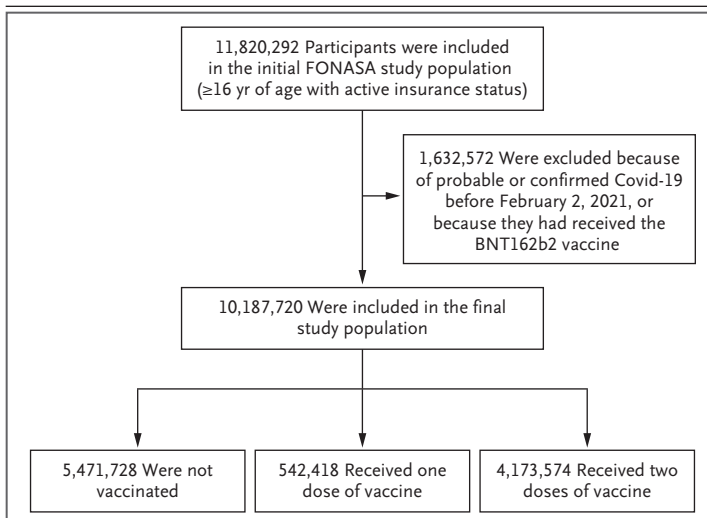 11,820,292 Participants were included
in the initial FONASA study population
(≥16 yr of age with active insurance status)
1,632,572 Were excluded because
of probable or confirmed Covid-19
before February 2, 2021, or
because they had received the
BNT162b2 vaccine
10,187,720 Were included in the final
study population
5,471,728 Were not
vaccinated
542,418 Received one
dose of vaccine
4,173,574 Received two
doses of vaccine